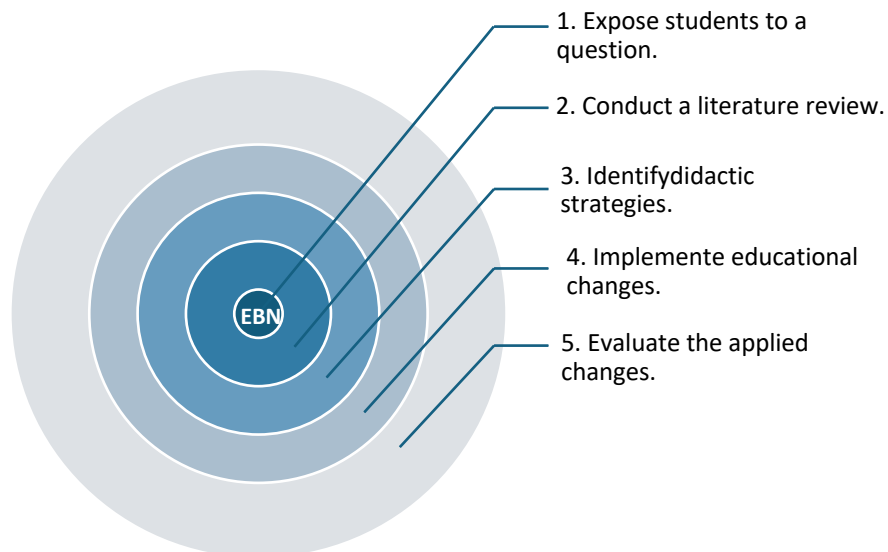 1. Expose students to a
question.
2. Conduct a literature review.
3. Identifydidactic
strategies.
4. Implemente educational
changes.
EBN
5. Evaluate the applied
changes.